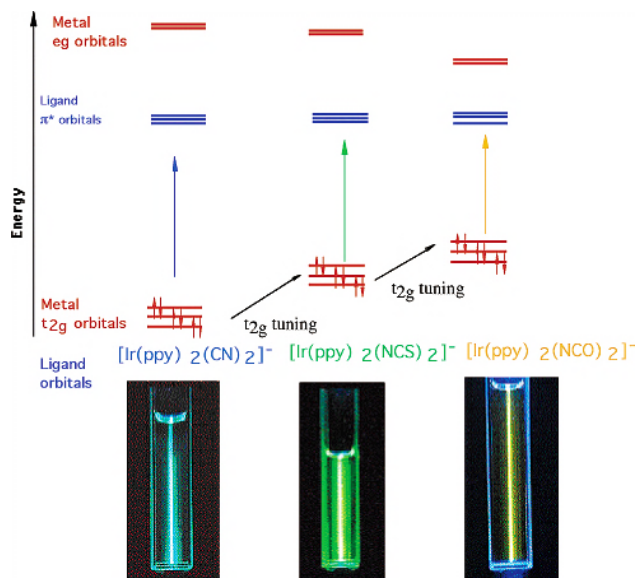 Metal
eg orbitals
Ligand
π* orbitals
Energy
Metal
t2g orbitals
t2g tuning
t2g tuning
Ligand
orbitals
[Ir(ppy) 2(CN) 2]-
[Ir(ppy) 2(NCS) 2]-
[Ir(ppy) 2(NCO) 2]-